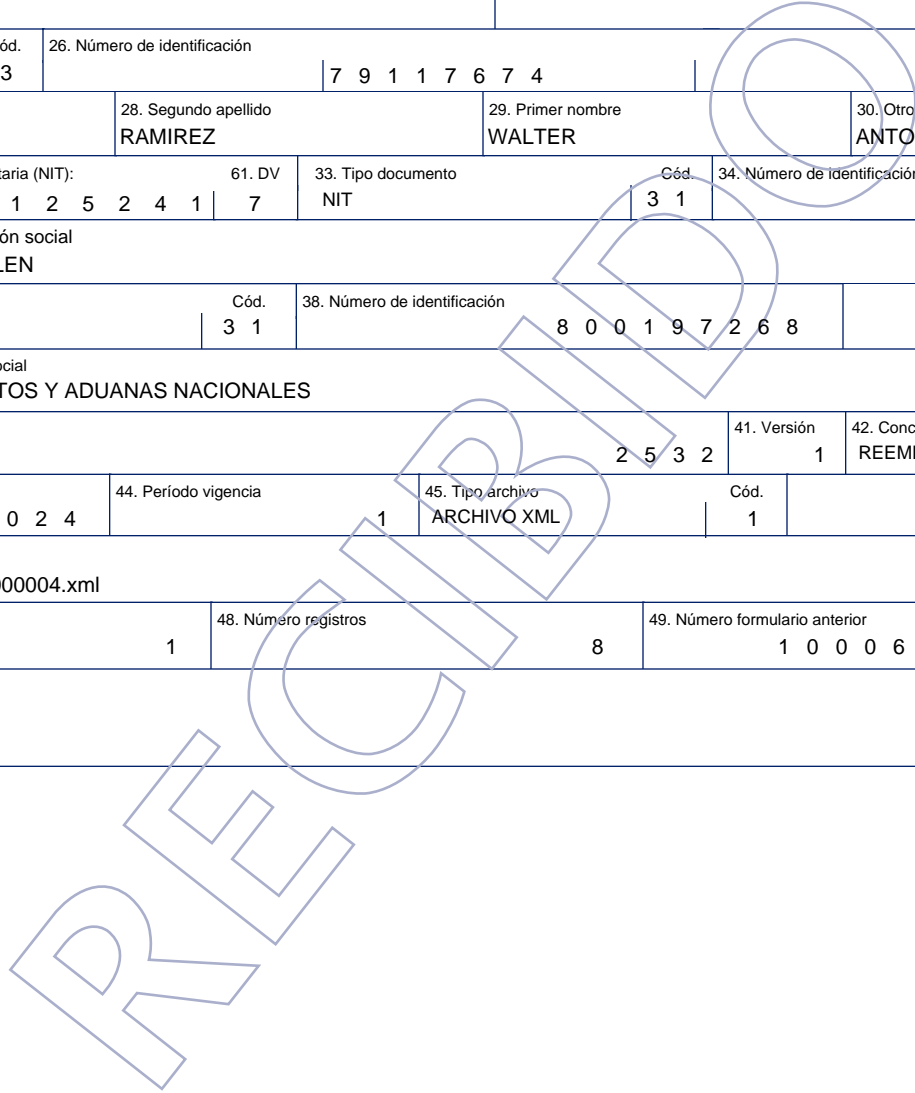 ód. 26. Número de identificación
3 7 9 1 1 7 6 7 4
28. Segundo apellido 29. Primer nombre 30. Otro
RAMIREZ WALTER ANTO
taria (NIT): 61. DV 33. Tipo documento Cód. 34. Número de identificación
1 2 5 2 4 1 7 NIT 3 1
ón social
LEN
Cód. 38. Número de identificación
3 1 8 0 0 1 9 7 2 6 8
ocial
TOS Y ADUANAS NACIONALES
41. Versión 42. Conc
2 5 3 2 1 REEM
44. Período vigencia 45. Tipo archivo Cód.
0 2 4 1 ARCHIVO XML 1
000004.xml
48. Número registros 49. Número formulario anterior
1 8 1 0 0 0 6
RECIBIDO